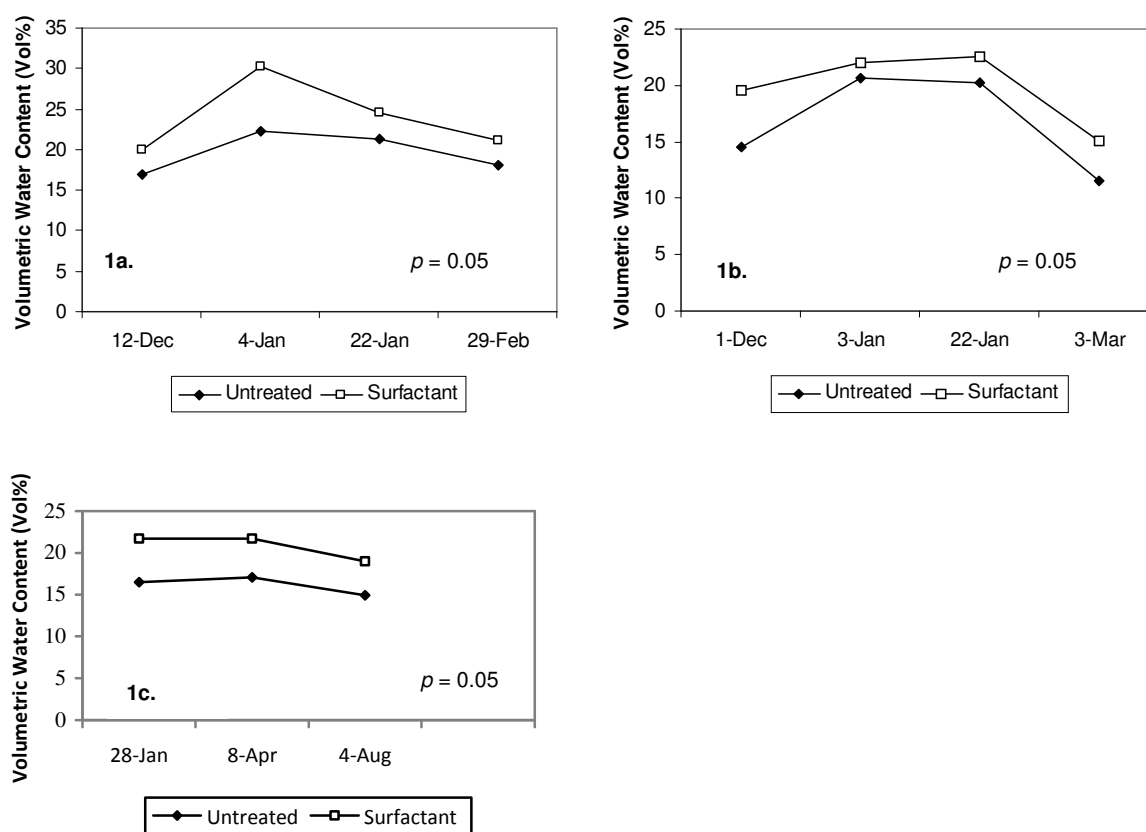 Volumetric Water Content (Vol%)
35
30
25
20
15
10
5
0
1a.
p = 0.05
12-Dec 4-Jan 22-Jan 29-Feb
Untreated Surfactant
Volumetric Water Content (Vol%)
25
20
15
10
5
0
1b.
p = 0.05
1-Dec 3-Jan 22-Jan 3-Mar
Untreated Surfactant
Volumetric Water Content (Vol%)
25
20
15
10
5
0
1c.
p = 0.05
28-Jan 8-Apr 4-Aug
Untreated Surfactant